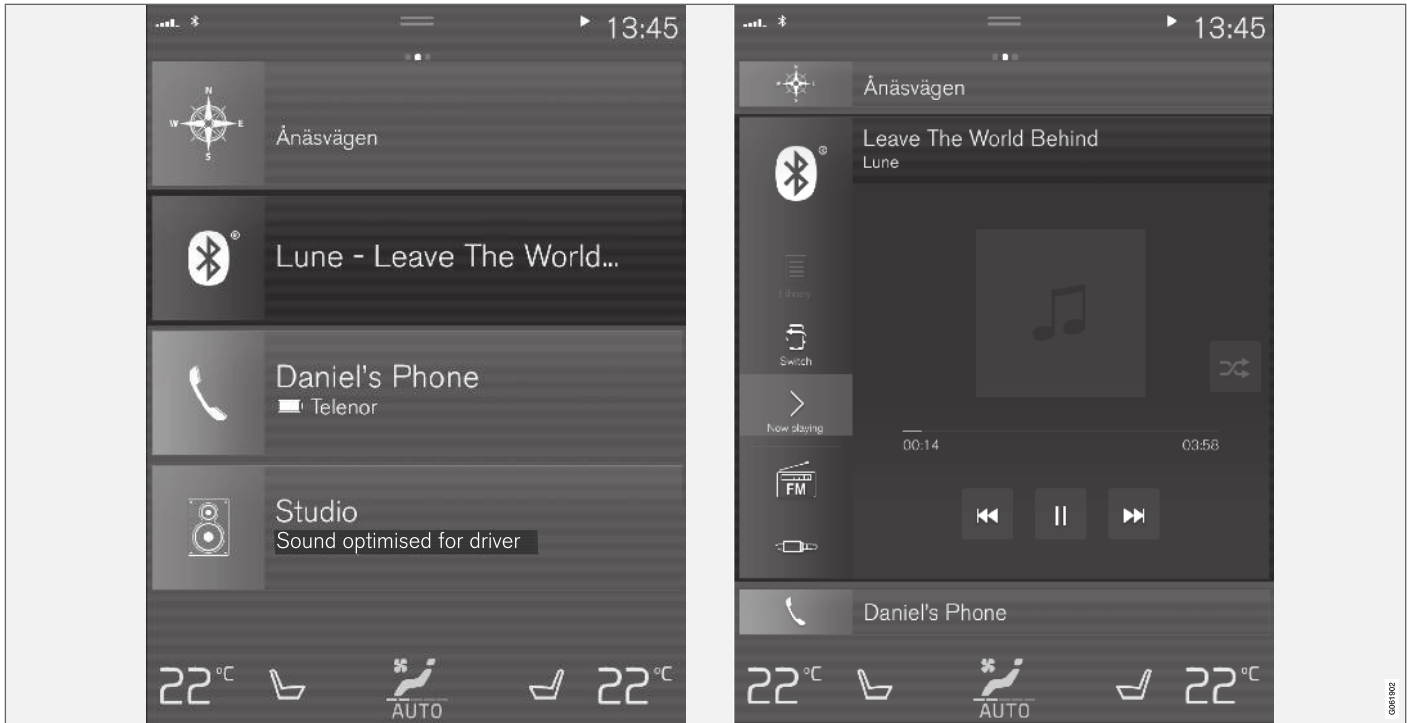 13:45
N
W
E
S
Ånäsvägen
®
Lune - Leave The World...
Daniel's Phone
Telenor
Studio
Sound optimised for driver
22°C
AUTO
22°C
13:45
Ånäsvägen
®
Leave The World Behind
Lune
Library
Switch
Now playing
00:14
03:58
FM
Daniel's Phone
22°C
AUTO
22°C
G061902